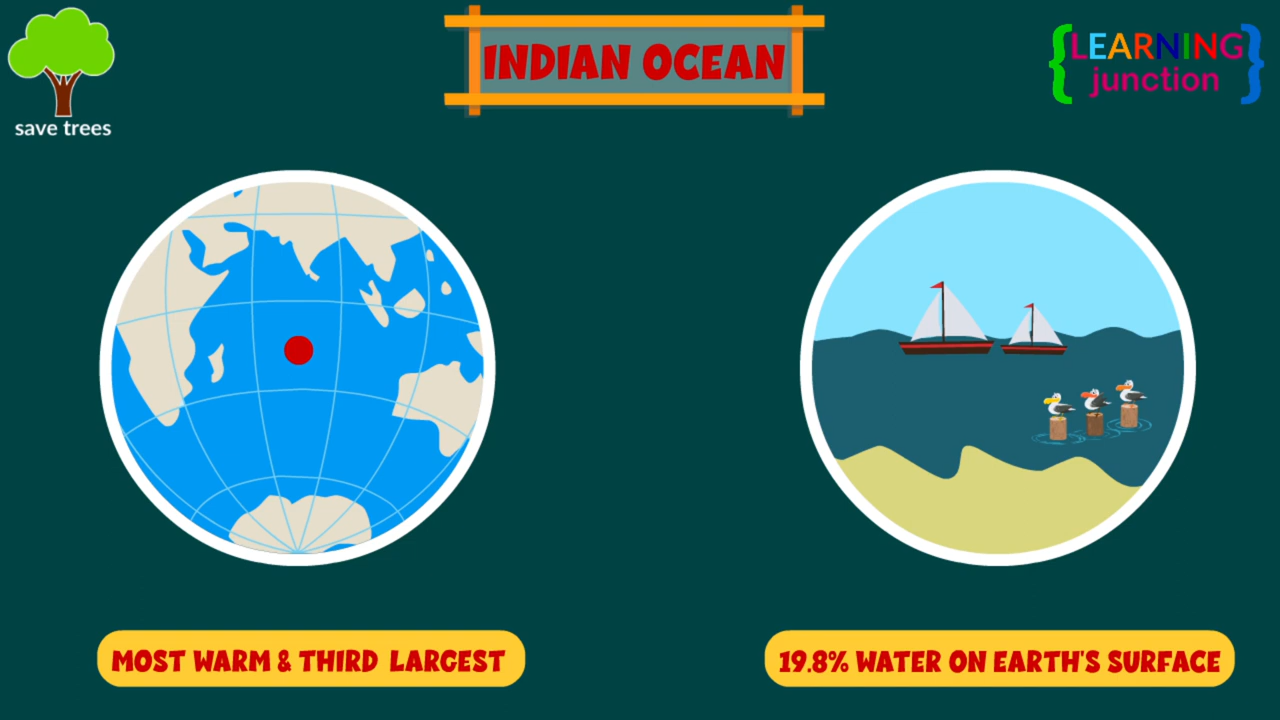 INDIAN OCEAN
{LEARNING
junction}
save trees
MOST WARM & THIRD LARGEST
19.8% WATER ON EARTH'S SURFACE